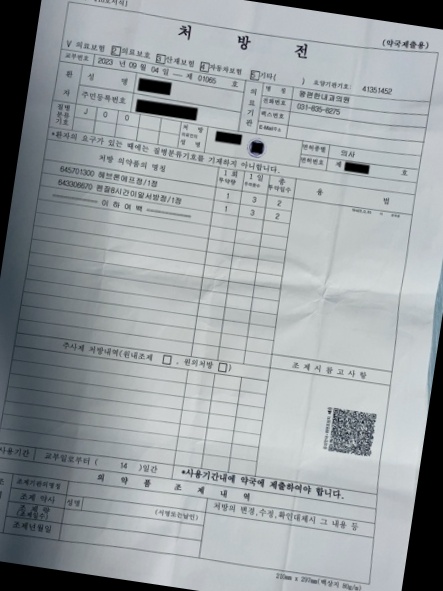 처 방 전
(약국제출용)
V 의료보험 2 의료보호 3 산재보험 4 자동차보험 5 기타( ) 요양기관기호: 41351452
교부번호 2023 년 09 월 04 일 — 제 01065 호
환 자
성 명
주민등록번호
의료기관
명 칭 원편한내과의원
전화번호 031-835-8275
팩스번호
E-Mail주소
질병분류기호
J 0 0
처 방 의료인의 성 명
면허종별 의사
면허번호 제 호
*환자의 요구가 있는 때에는 질병분류기호를 기재하지 아니합니다.
처방 의약품의 명칭
1 회 투약량
1 일 투여횟수
총 투약일수
용 법
645701300 헤브론에프정/1정 1 3 2
643306670 펜잘8시간이알서방정/1정 1 3 2
이 하 여 백
주사제 처방내역(원내조제 , 원외처방 )
조 제 시 참 고 사 항
사용기간 교부일로부터 ( 14 )일간
*사용기간내에 약국에 제출하여야 합니다.
의 약 품 조 제 내 역
조제기관의명칭
조제 약사 성명 (서명또는날인)
조 제 량 (조제일수)
조제년월일
처방의 변경,수정,확인대체시 그 내용 등
210mm x 297mm(백상지 80g/m)